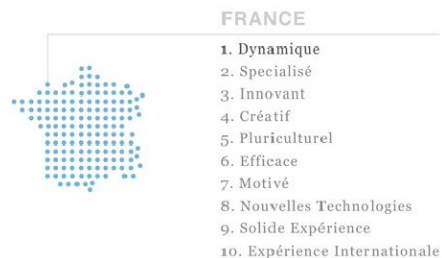 FRANCE
1. Dynamique
2. Specialisé
3. Innovant
4. Créatif
5. Pluriculturel
6. Efficace
7. Motivé
8. Nouvelles Technologies
9. Solide Expérience
10. Expérience Internationale